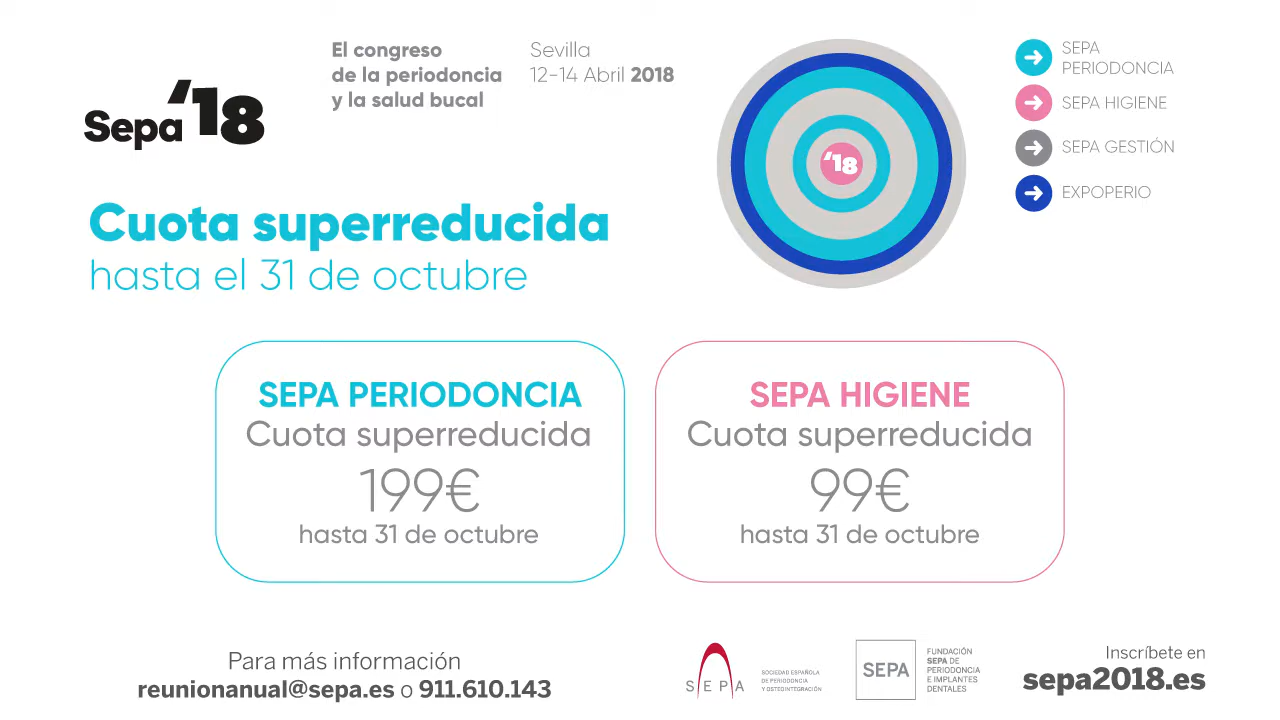 Sepa '18
El congreso
de la periodoncia
y la salud bucal
Sevilla
12-14 Abril 2018
'18
SEPA
PERIODONCIA
SEPA HIGIENE
SEPA GESTIÓN
EXPOPERIO
Cuota superreducida
hasta el 31 de octubre
SEPA PERIODONCIA
Cuota superreducida
199€
hasta 31 de octubre
SEPA HIGIENE
Cuota superreducida
99€
hasta 31 de octubre
Para más información
reunionanual@sepa.es o 911.610.143
SEPA
SOCIEDAD ESPAÑOLA
DE PERIODONCIA
Y OSTEOINTEGRACIÓN
SEPA
FUNDACIÓN
SEPA DE
PERIODONCIA
E IMPLANTES
DENTALES
Inscríbete en
sepa2018.es